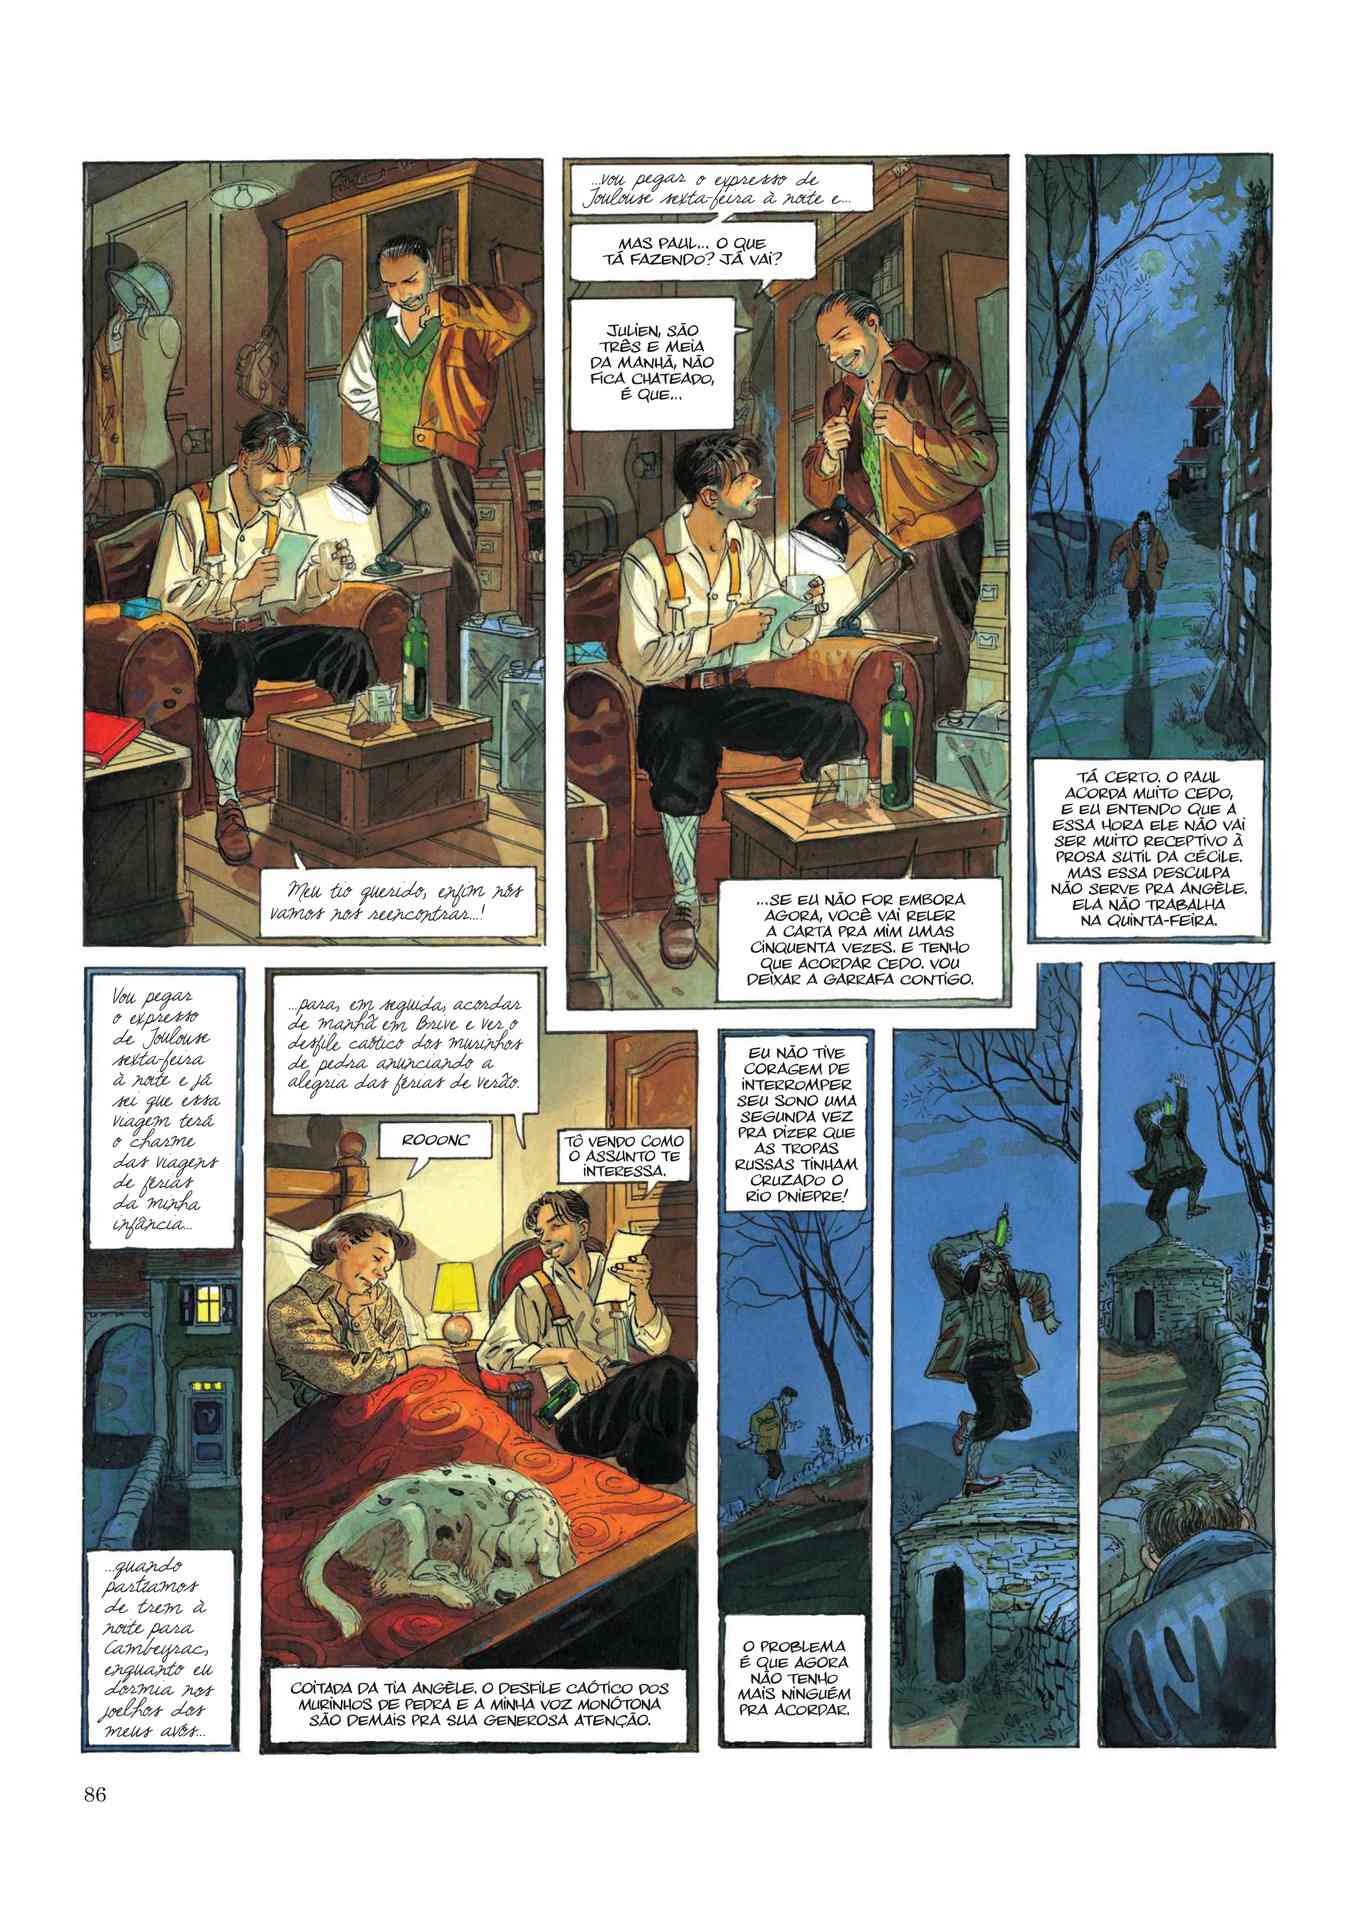 Meu tio querido, enfim nós
vamos nos reencontrar...!
...vou pegar o expresso de
Toulouse sexta-feira à noite e...
MAS PAUL... O QUE
TÁ FAZENDO? JÁ VAI?
JULIEN, SÃO
TRÊS E MEIA
DA MANHÃ, NÃO
FICA CHATEADO,
É QUE...
...SE EU NÃO FOR EMBORA
AGORA, VOCÊ VAI RELER
A CARTA PRA MIM UMAS
CINQUENTA VEZES. E TENHO
QUE ACORDAR CEDO. VOU
DEIXAR A GARRAFA CONTIGO.
TÁ CERTO. O PAUL
ACORDA MUITO CEDO,
E EU ENTENDO QUE A
ESSA HORA ELE NÃO VAI
SER MUITO RECEPTIVO À
PROSA SUTIL DA CÉCILE.
MAS ESSA DESCULPA
NÃO SERVE PRA ANGÈLE.
ELA NÃO TRABALHA
NA QUINTA-FEIRA.
Vou pegar
o expresso
de Toulouse
sexta-feira
à noite e já
sei que essa
viagem terá
o charme
das viagens
de férias
da minha
infância...
...quando
partíamos
de trem à
noite para
Cambeyrac,
enquanto eu
dormia nos
joelhos dos
meus avós...
...para, em seguida, acordar
de manhã em Brive e ver o
desfile caótico dos murinhos
de pedra anunciando a
alegria das férias de verão.
ROOONC
TÔ VENDO COMO
O ASSUNTO TE
INTERESSA.
COITADA DA TIA ANGÈLE. O DESFILE CAÓTICO DOS
MURINHOS DE PEDRA E A MINHA VOZ MONÓTONA
SÃO DEMAIS PRA SUA GENEROSA ATENÇÃO.
EU NÃO TIVE
CORAGEM DE
INTERROMPER
SEU SONO UMA
SEGUNDA VEZ
PRA DIZER QUE
AS TROPAS
RUSSAS TINHAM
CRUZADO O
RIO DNIEPRE!
O PROBLEMA
É QUE AGORA
NÃO TENHO
MAIS NINGUÉM
PRA ACORDAR.
86